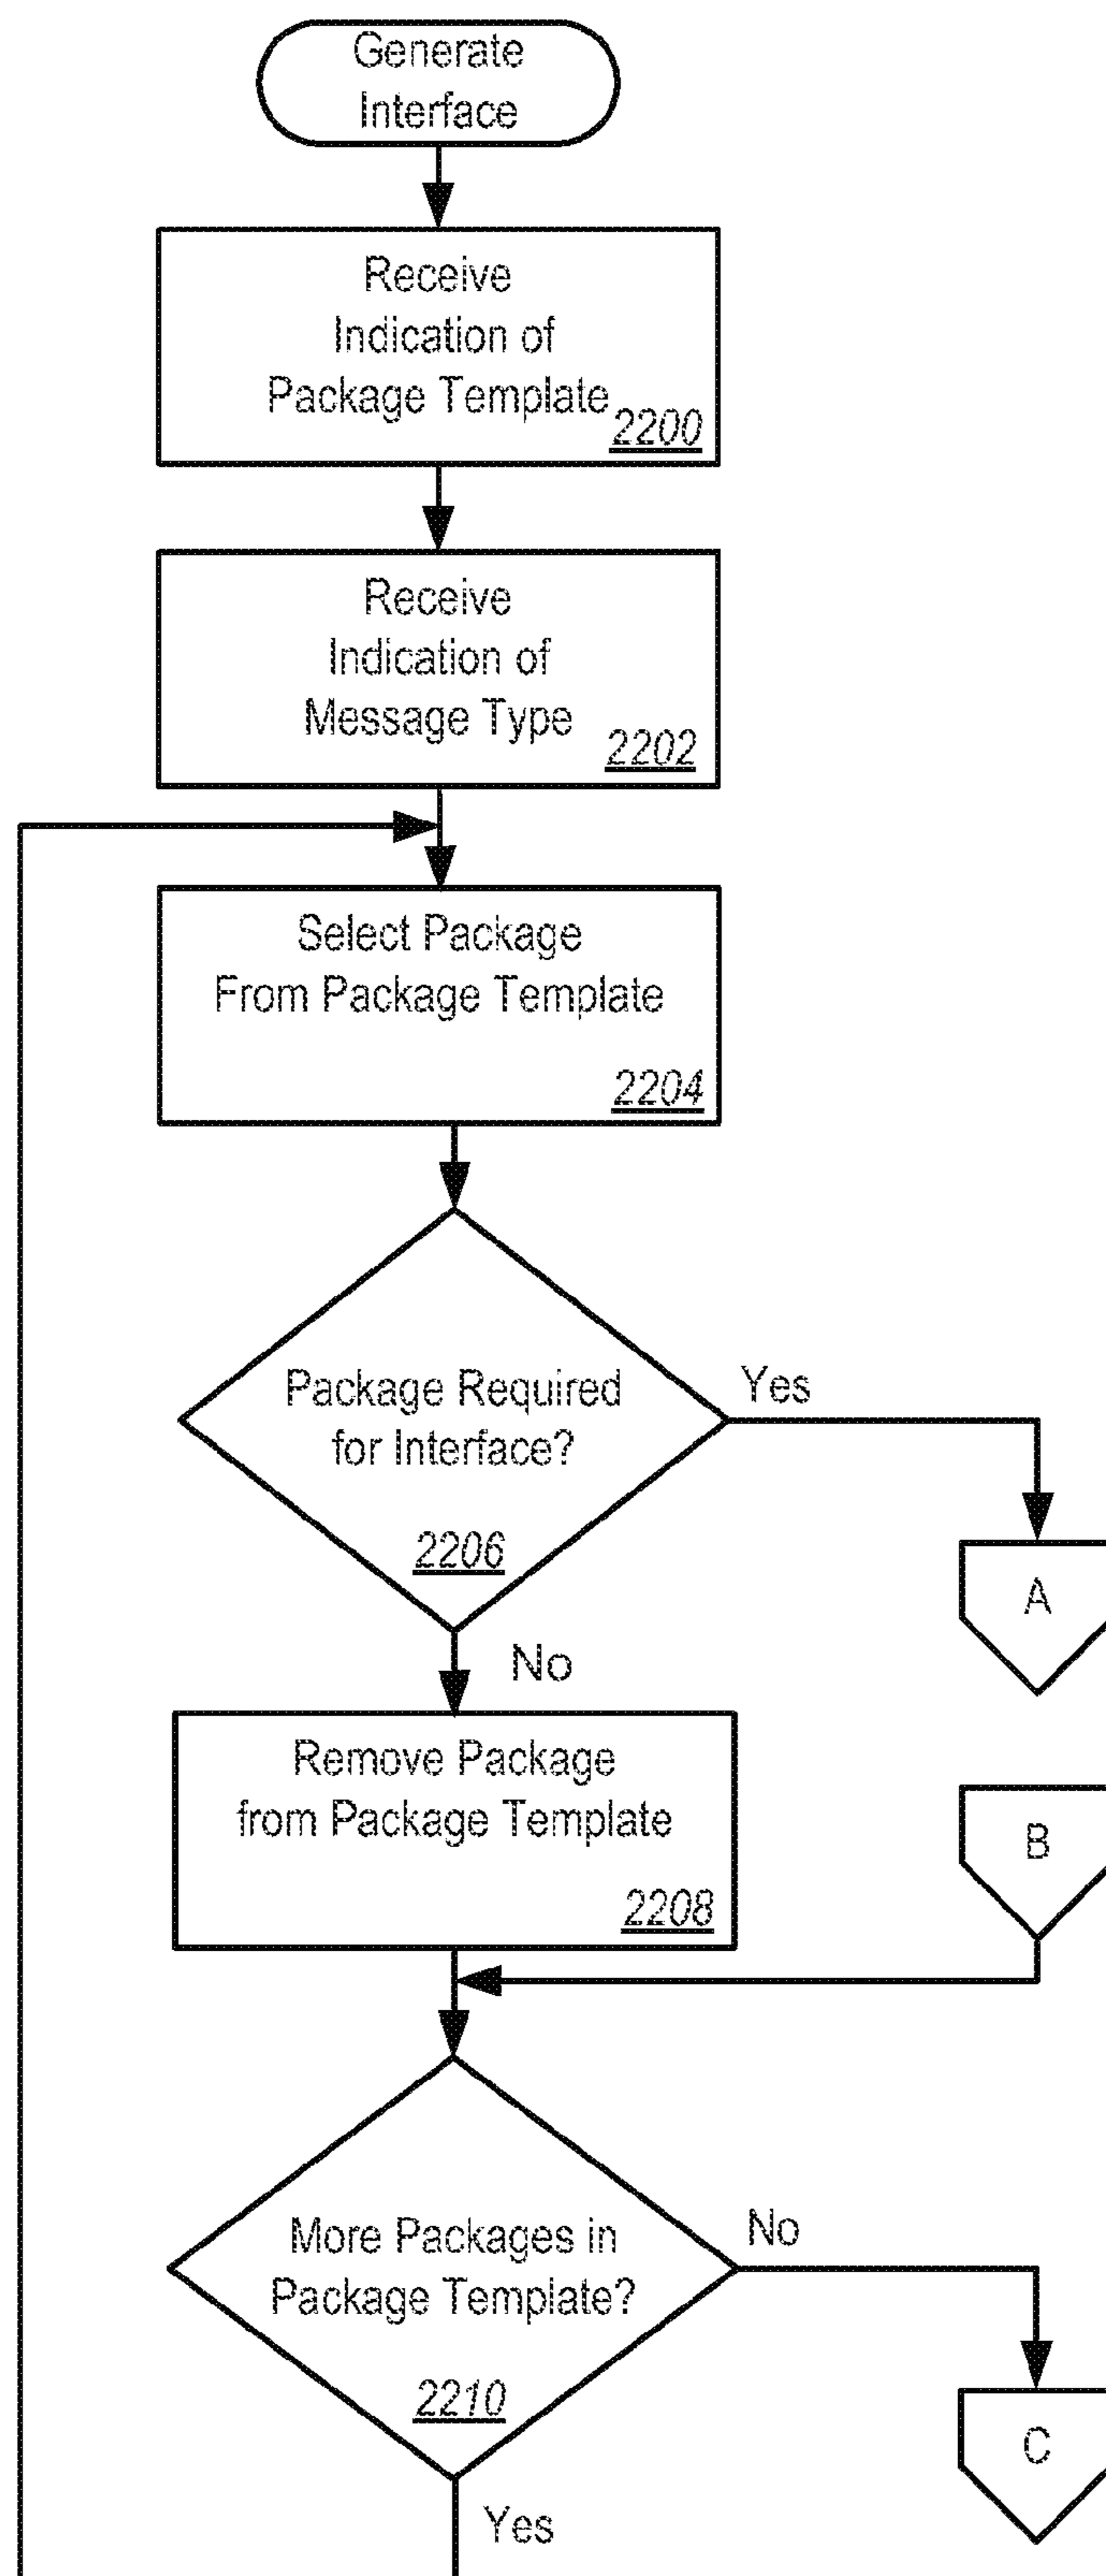 Generate
Interface
Receive
Indication of
Package Template
2200
Receive
Indication of
Message Type
2202
Select Package
From Package Template
2204
Package Required
for Interface?
2206
Yes
A
No
Remove Package
from Package Template
2208
B
More Packages in
Package Template?
2210
No
C
Yes